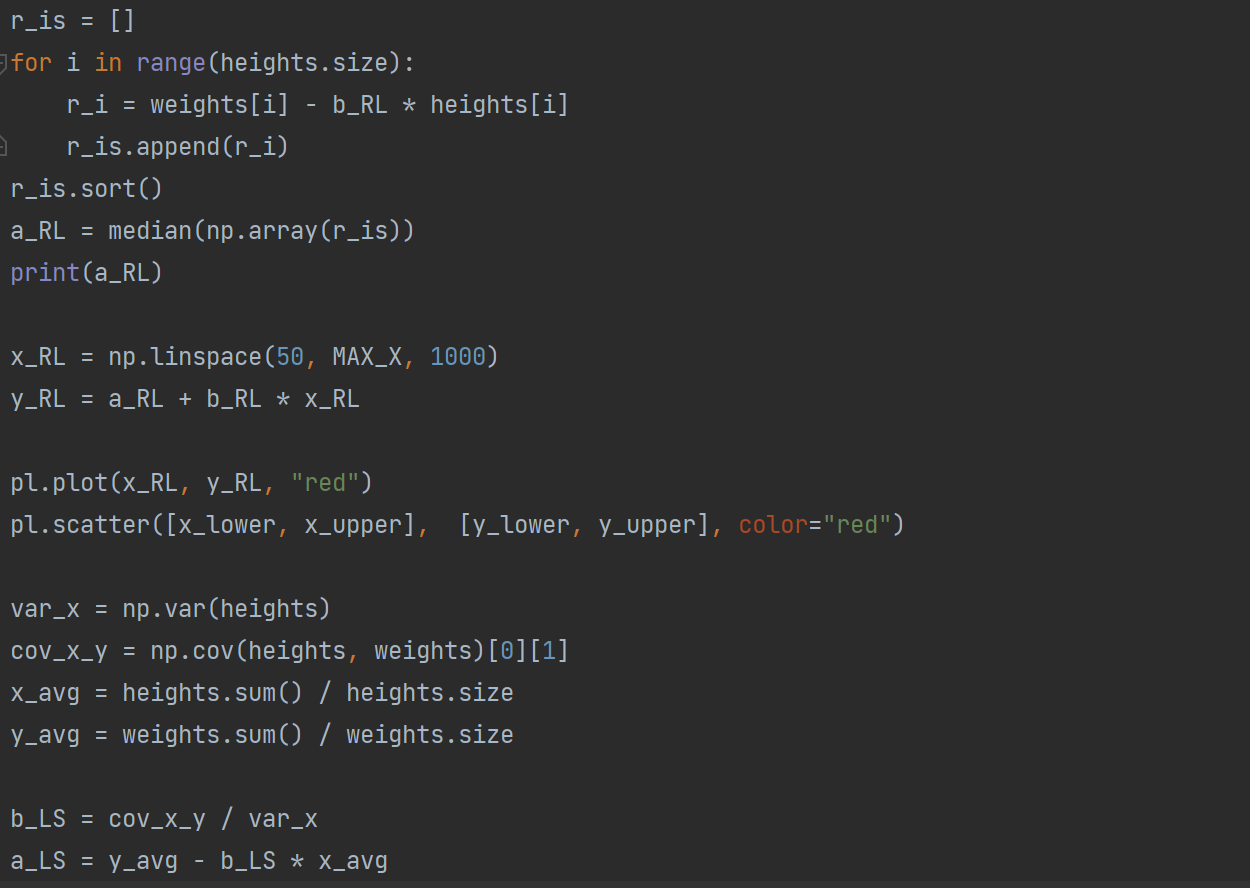 r_is = []
for i in range(heights.size):
    r_i = weights[i] - b_RL * heights[i]
    r_is.append(r_i)
r_is.sort()
a_RL = median(np.array(r_is))
print(a_RL)

x_RL = np.linspace(50, MAX_X, 1000)
y_RL = a_RL + b_RL * x_RL

pl.plot(x_RL, y_RL, "red")
pl.scatter([x_lower, x_upper],  [y_lower, y_upper], color="red")

var_x = np.var(heights)
cov_x_y = np.cov(heights, weights)[0][1]
x_avg = heights.sum() / heights.size
y_avg = weights.sum() / weights.size

b_LS = cov_x_y / var_x
a_LS = y_avg - b_LS * x_avg